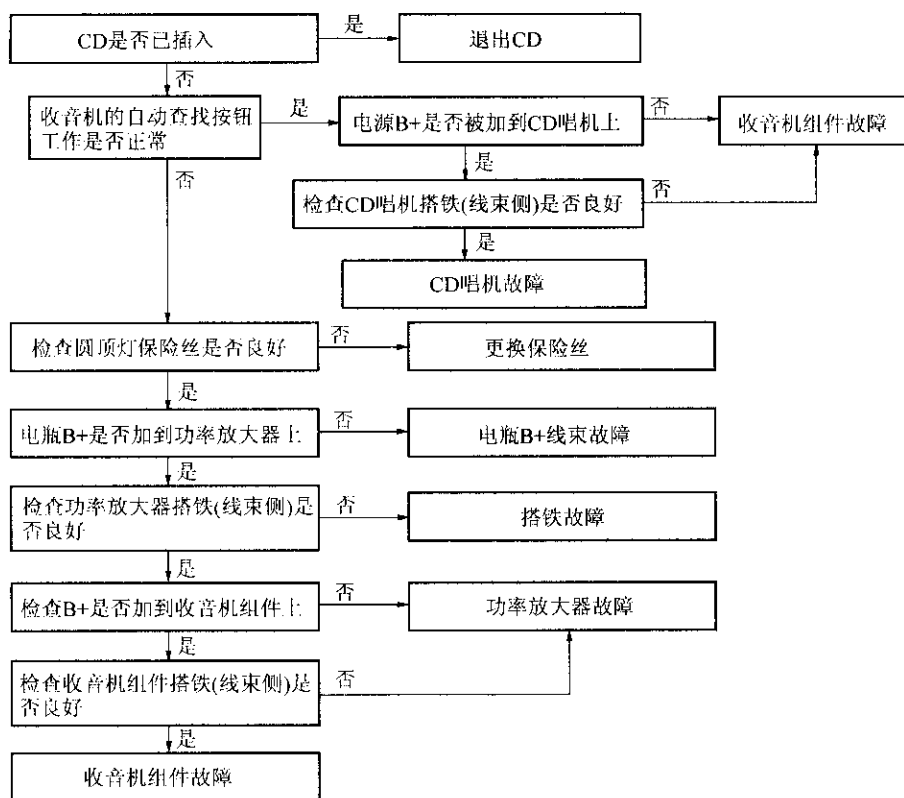 CD是否已插入
是
退出CD
否
收音机的自动查找按钮
工作是否正常
是
电源B+是否被加到CD唱机上
否
收音机组件故障
是
否
检查CD唱机搭铁(线束侧)是否良好
否
是
CD唱机故障
检查圆顶灯保险丝是否良好
否
更换保险丝
是
电瓶B+是否加到功率放大器上
否
电瓶B+线束故障
是
检查功率放大器搭铁(线束侧)是
否良好
否
搭铁故障
是
检查B+是否加到收音机组件上
否
功率放大器故障
是
检查收音机组件搭铁(线束侧)是
否良好
否
是
收音机组件故障